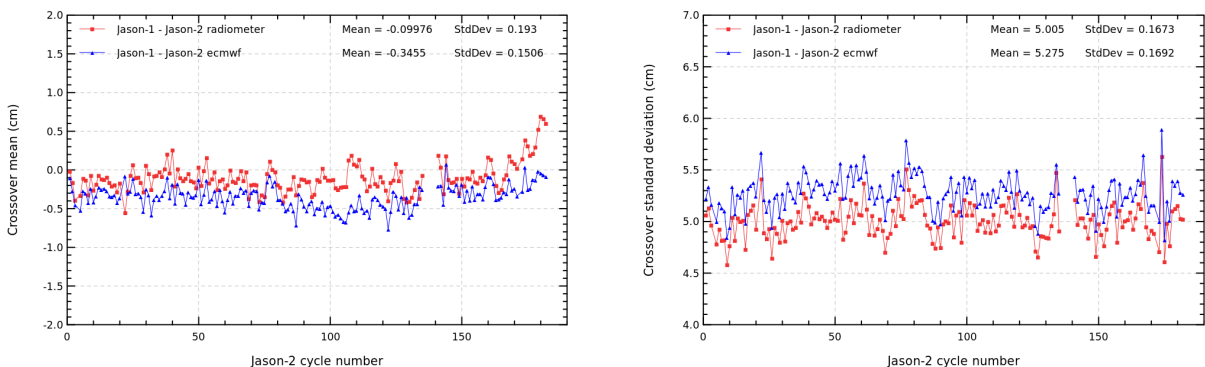 2.0
1.5
1.0
0.5
0.0
-0.5
-1.0
-1.5
-2.0
Crossover mean (cm)
Jason-1 - Jason-2 radiometer Mean = -0.09976 StdDev = 0.193
Jason-1 - Jason-2 ecmwf Mean = -0.3455 StdDev = 0.1506
0 50 100 150
Jason-2 cycle number
7.0
6.5
6.0
5.5
5.0
4.5
4.0
Crossover standard deviation (cm)
Jason-1 - Jason-2 radiometer Mean = 5.005 StdDev = 0.1673
Jason-1 - Jason-2 ecmwf Mean = 5.275 StdDev = 0.1692
0 50 100 150
Jason-2 cycle number